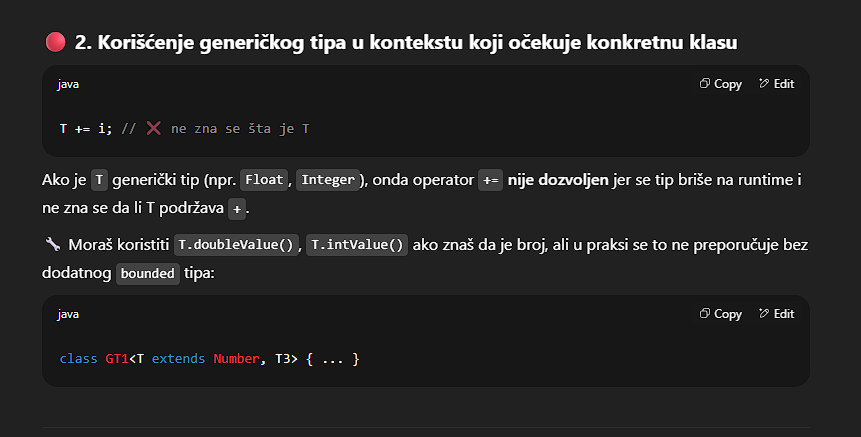 🔴 2. Korišćenje generičkog tipa u kontekstu koji očekuje konkretnu klasu
java
Copy
Edit
T += i; // ❌ ne zna se šta je T
Ako je T generički tip (npr. Float, Integer), onda operator += nije dozvoljen jer se tip briše na runtime i
ne zna se da li T podržava +.
🔧 Moraš koristiti T.doubleValue(), T.intValue() ako znaš da je broj, ali u praksi se to ne preporučuje bez
dodatnog bounded tipa:
java
Copy
Edit
class GT1<T extends Number, T3> { ... }